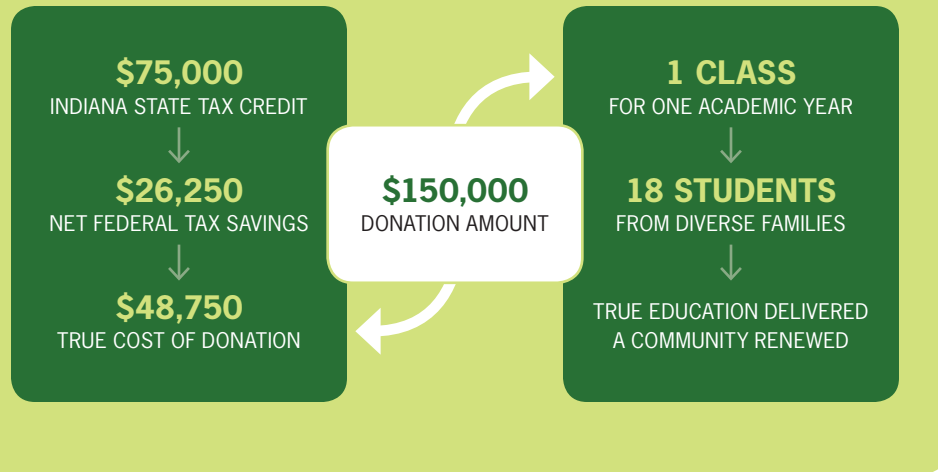 $75,000
INDIANA STATE TAX CREDIT
$26,250
NET FEDERAL TAX SAVINGS
$48,750
TRUE COST OF DONATION
$150,000
DONATION AMOUNT
1 CLASS
FOR ONE ACADEMIC YEAR
18 STUDENTS
FROM DIVERSE FAMILIES
TRUE EDUCATION DELIVERED
A COMMUNITY RENEWED